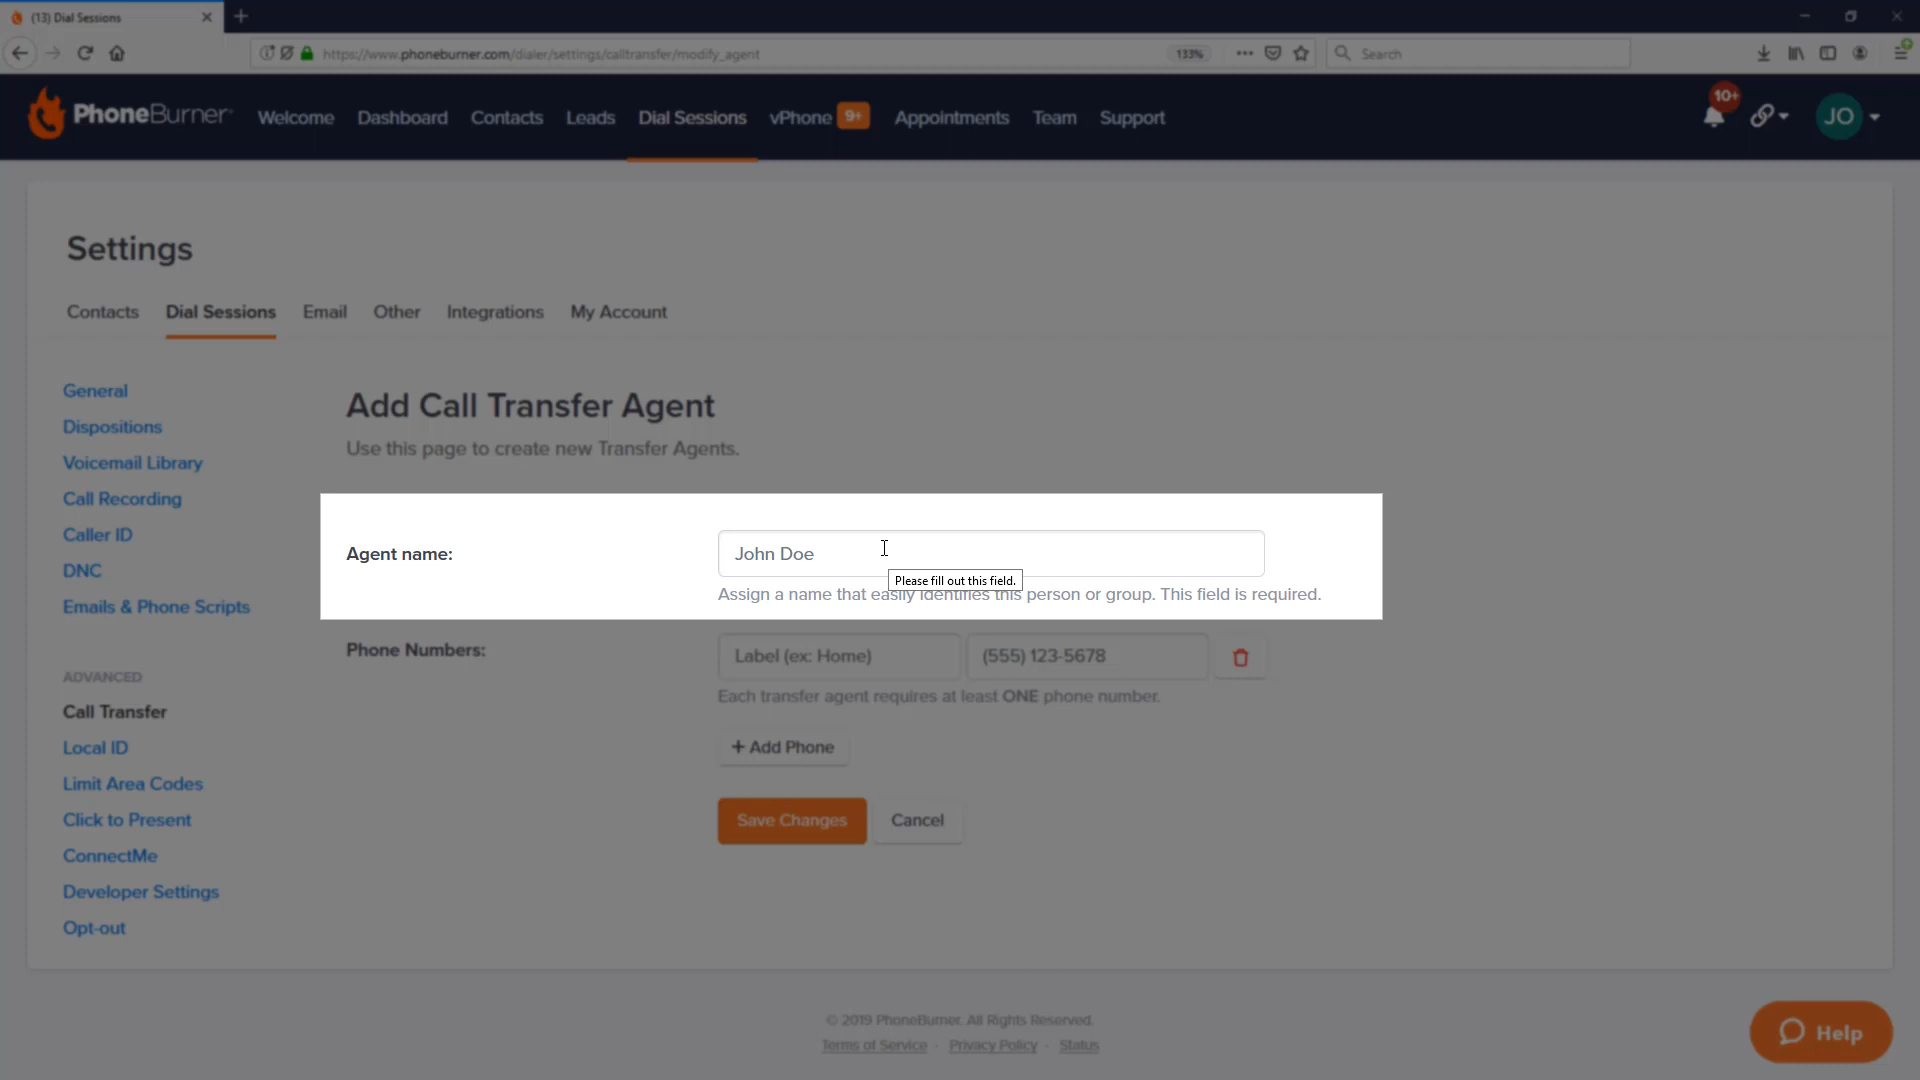 (13) Dial Sessions
https://www.phoneburner.com/dialer/settings/calltransfer/modify_agent
133%
Search
PhoneBurner
Welcome
Dashboard
Contacts
Leads
Dial Sessions
vPhone 9+
Appointments
Team
Support
10+
JO
Settings
Contacts
Dial Sessions
Email
Other
Integrations
My Account
General
Dispositions
Voicemail Library
Call Recording
Caller ID
DNC
Emails & Phone Scripts
ADVANCED
Call Transfer
Local ID
Limit Area Codes
Click to Present
ConnectMe
Developer Settings
Opt-out
Add Call Transfer Agent
Use this page to create new Transfer Agents.
Agent name:
John Doe
Please fill out this field.
Assign a name that easily identifies this person or group. This field is required.
Phone Numbers:
Label (ex: Home)
(555) 123-5678
Each transfer agent requires at least ONE phone number.
+ Add Phone
Save Changes
Cancel
© 2019 PhoneBurner. All Rights Reserved.
Terms of Service · Privacy Policy · Status
Help